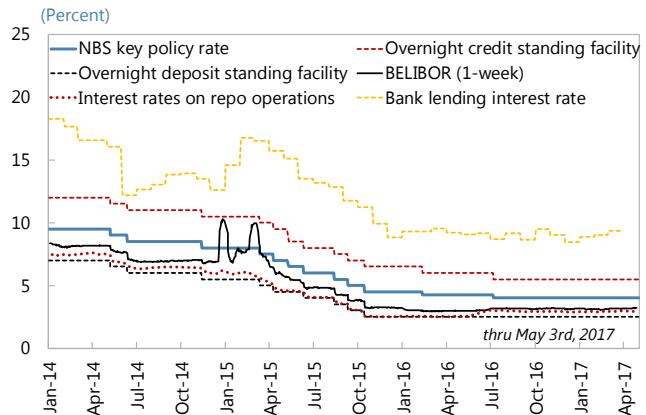 (Percent)
NBS key policy rate
Overnight credit standing facility
Overnight deposit standing facility
BELIBOR (1-week)
Interest rates on repo operations
Bank lending interest rate
25
20
15
10
5
0
thru May 3rd, 2017
Jan-14
Apr-14
Jul-14
Oct-14
Jan-15
Apr-15
Jul-15
Oct-15
Jan-16
Apr-16
Jul-16
Oct-16
Jan-17
Apr-17